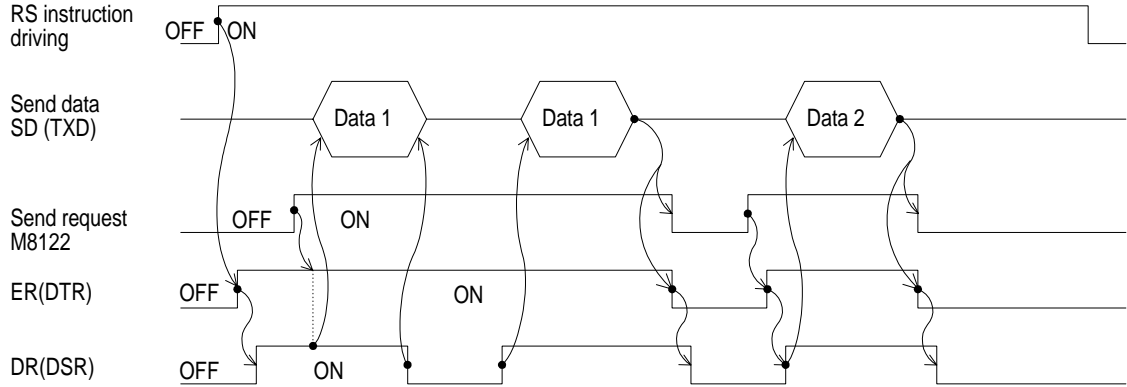 RS instruction
driving
OFF ON
Send data
SD (TXD)
Data 1 Data 1 Data 2
Send request
M8122
OFF ON
ER(DTR)
OFF ON
DR(DSR)
OFF ON